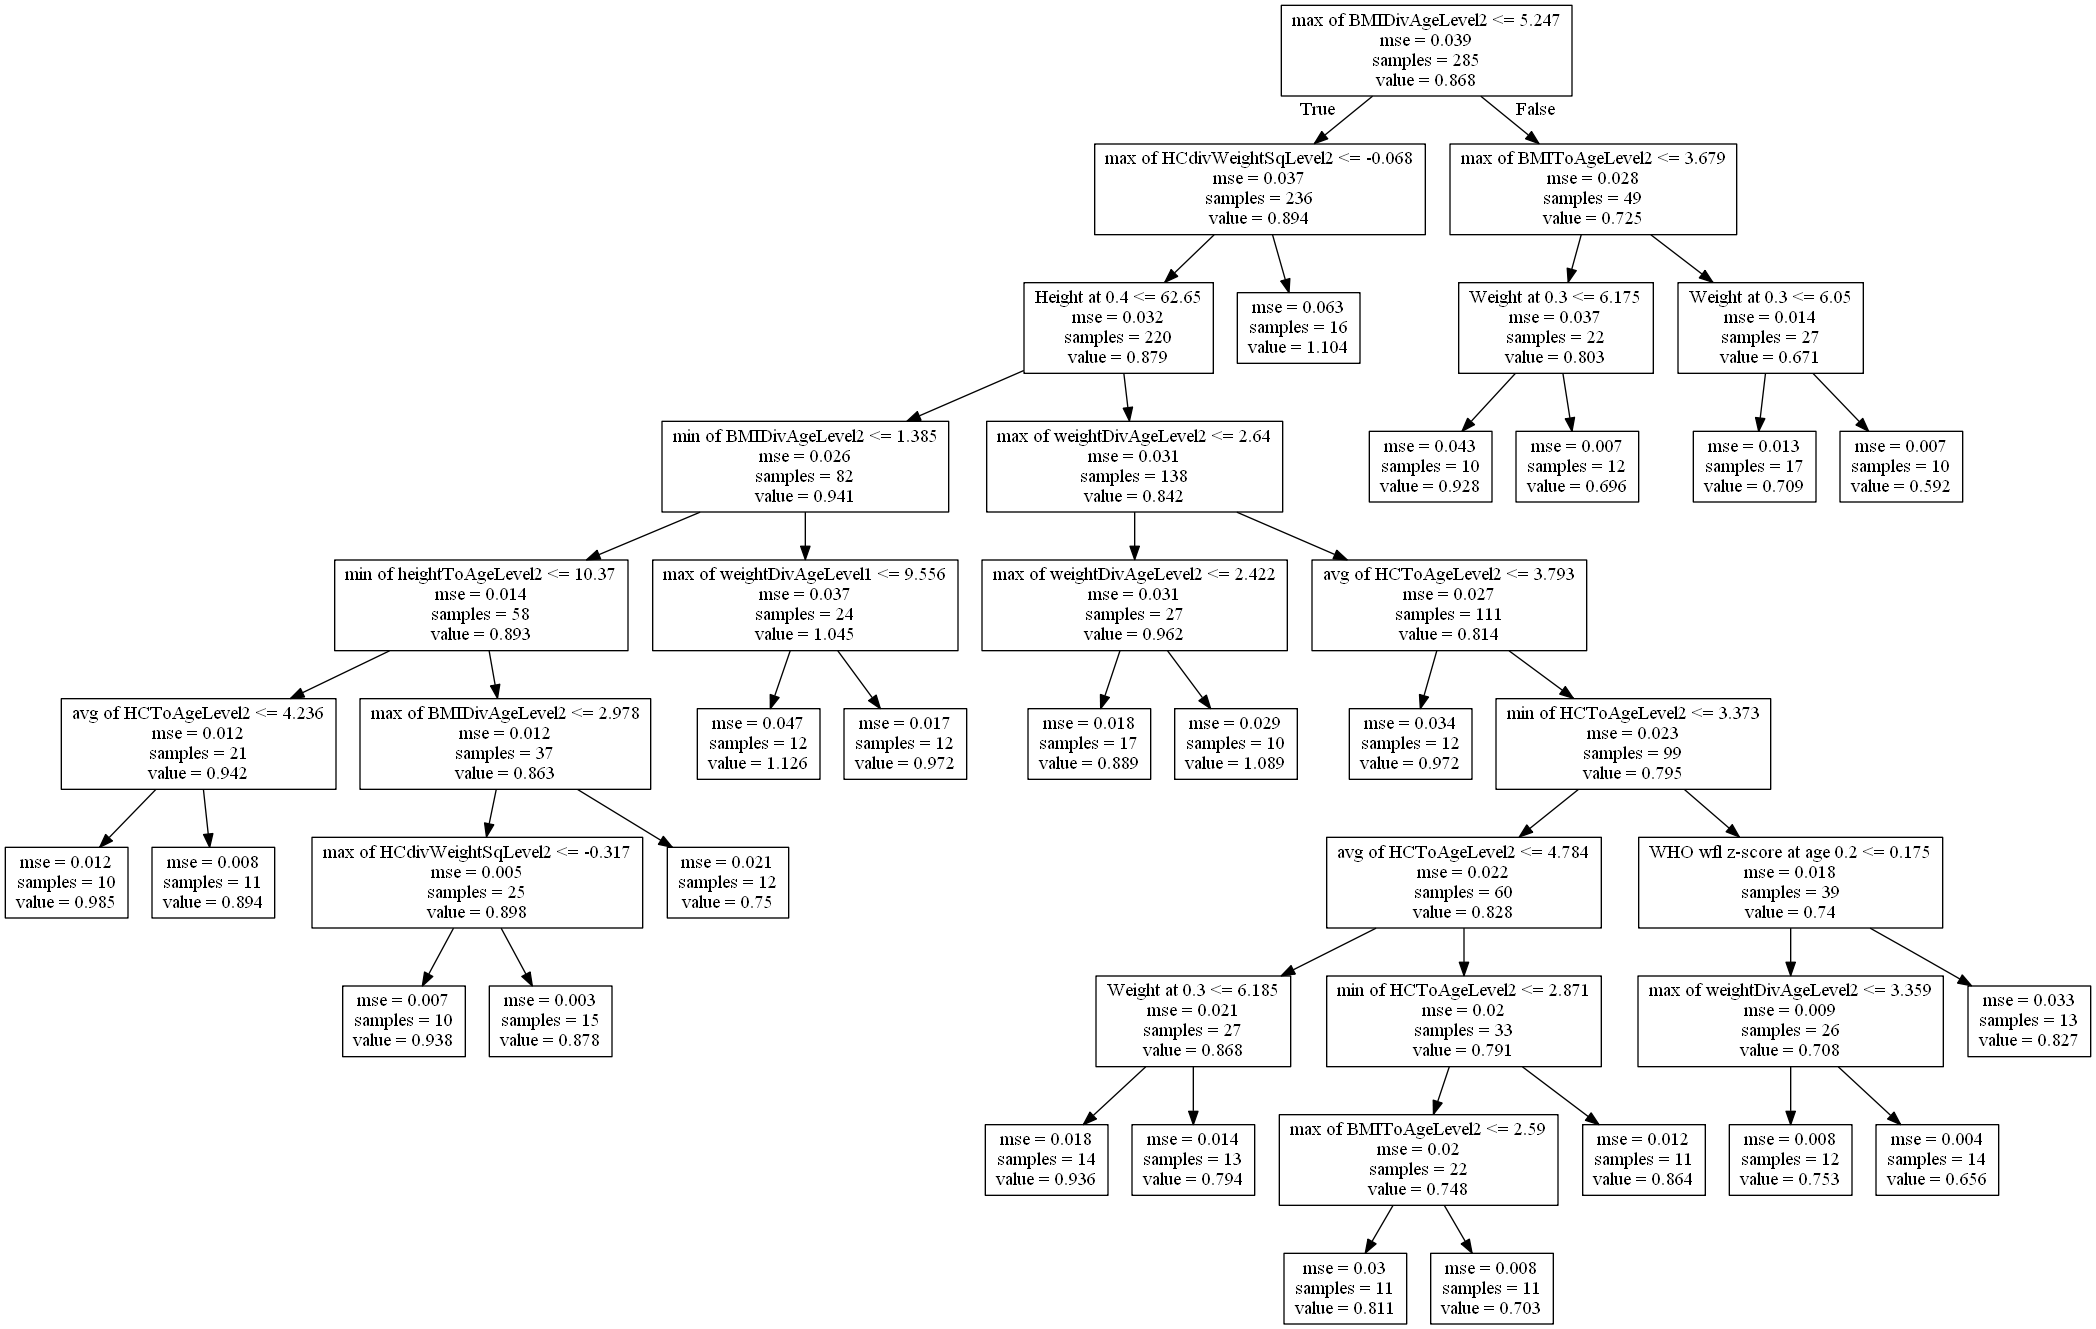 max of BMIDivAgeLevel2 <= 5.247
mse = 0.039
samples = 285
value = 0.868
True
False
max of HCdivWeightSqLevel2 <= -0.068
mse = 0.037
samples = 236
value = 0.894
max of BMIToAgeLevel2 <= 3.679
mse = 0.028
samples = 49
value = 0.725
Height at 0.4 <= 62.65
mse = 0.032
samples = 220
value = 0.879
mse = 0.063
samples = 16
value = 1.104
Weight at 0.3 <= 6.175
mse = 0.037
samples = 22
value = 0.803
Weight at 0.3 <= 6.05
mse = 0.014
samples = 27
value = 0.671
min of BMIDivAgeLevel2 <= 1.385
mse = 0.026
samples = 82
value = 0.941
max of weightDivAgeLevel2 <= 2.64
mse = 0.031
samples = 138
value = 0.842
mse = 0.043
samples = 10
value = 0.928
mse = 0.007
samples = 12
value = 0.696
mse = 0.013
samples = 17
value = 0.709
mse = 0.007
samples = 10
value = 0.592
min of heightToAgeLevel2 <= 10.37
mse = 0.014
samples = 58
value = 0.893
max of weightDivAgeLevel1 <= 9.556
mse = 0.037
samples = 24
value = 1.045
max of weightDivAgeLevel2 <= 2.422
mse = 0.031
samples = 27
value = 0.962
avg of HCToAgeLevel2 <= 3.793
mse = 0.027
samples = 111
value = 0.814
avg of HCToAgeLevel2 <= 4.236
mse = 0.012
samples = 21
value = 0.942
max of BMIDivAgeLevel2 <= 2.978
mse = 0.012
samples = 37
value = 0.863
mse = 0.047
samples = 12
value = 1.126
mse = 0.017
samples = 12
value = 0.972
mse = 0.018
samples = 17
value = 0.889
mse = 0.029
samples = 10
value = 1.089
mse = 0.034
samples = 12
value = 0.972
min of HCToAgeLevel2 <= 3.373
mse = 0.023
samples = 99
value = 0.795
mse = 0.012
samples = 10
value = 0.985
mse = 0.008
samples = 11
value = 0.894
max of HCdivWeightSqLevel2 <= -0.317
mse = 0.005
samples = 25
value = 0.898
mse = 0.021
samples = 12
value = 0.75
avg of HCToAgeLevel2 <= 4.784
mse = 0.022
samples = 60
value = 0.828
WHO wfl z-score at age 0.2 <= 0.175
mse = 0.018
samples = 39
value = 0.74
mse = 0.007
samples = 10
value = 0.938
mse = 0.003
samples = 15
value = 0.878
Weight at 0.3 <= 6.185
mse = 0.021
samples = 27
value = 0.868
min of HCToAgeLevel2 <= 2.871
mse = 0.02
samples = 33
value = 0.791
max of weightDivAgeLevel2 <= 3.359
mse = 0.009
samples = 26
value = 0.708
mse = 0.033
samples = 13
value = 0.827
mse = 0.018
samples = 14
value = 0.936
mse = 0.014
samples = 13
value = 0.794
max of BMIToAgeLevel2 <= 2.59
mse = 0.02
samples = 22
value = 0.748
mse = 0.012
samples = 11
value = 0.864
mse = 0.008
samples = 12
value = 0.753
mse = 0.004
samples = 14
value = 0.656
mse = 0.03
samples = 11
value = 0.811
mse = 0.008
samples = 11
value = 0.703